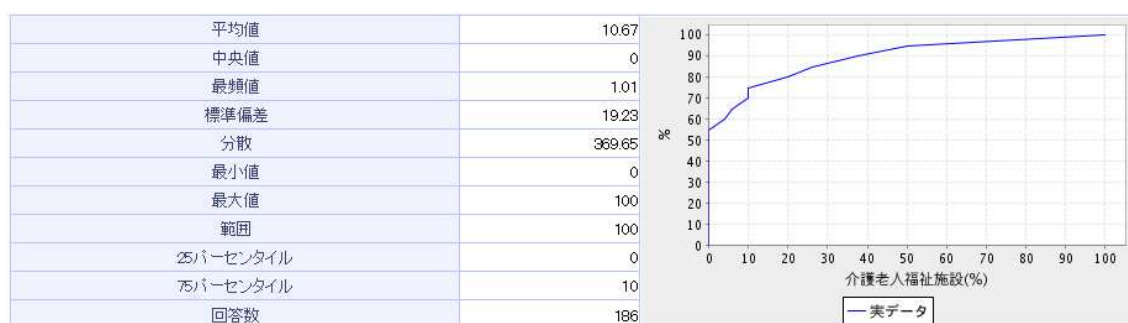 平均値 10.67
中央値 0
最頻値 1.01
標準偏差 19.23
分散 369.65
最小値 0
最大値 100
範囲 100
25パーセンタイル 0
75パーセンタイル 10
回答数 186
100
90
80
70
60
50
40
30
20
10
0
%
0 10 20 30 40 50 60 70 80 90 100
介護老人福祉施設(%)
実データ